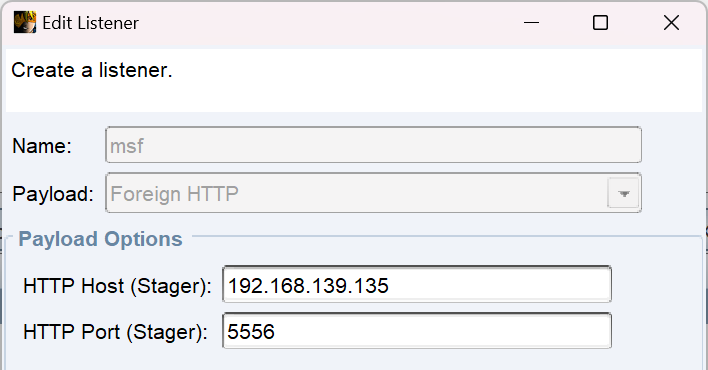 Edit Listener
Create a listener.
Name: msf
Payload: Foreign HTTP
Payload Options
HTTP Host (Stager): 192.168.139.135
HTTP Port (Stager): 5556